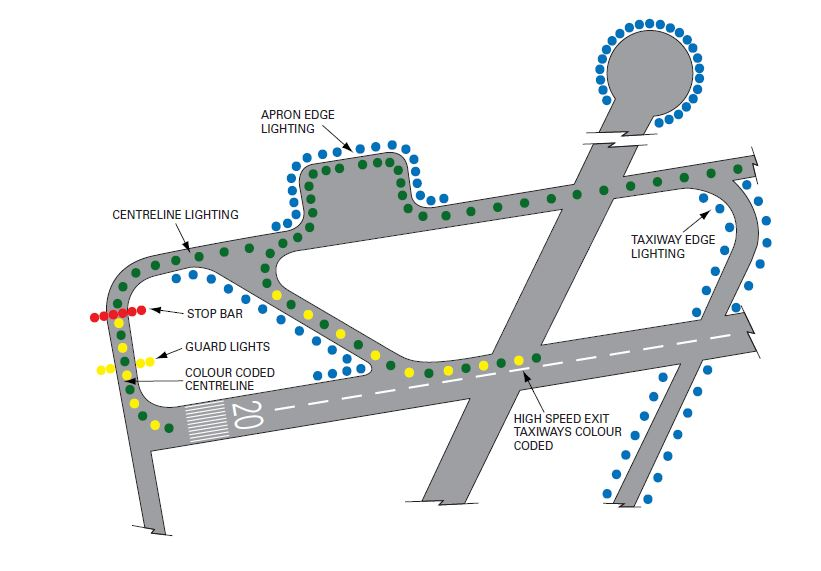 APRON EDGE
LIGHTING
CENTRELINE LIGHTING
TAXIWAY EDGE
LIGHTING
STOP BAR
GUARD LIGHTS
COLOUR CODED
CENTRELINE
20
HIGH SPEED EXIT
TAXIWAYS COLOUR
CODED